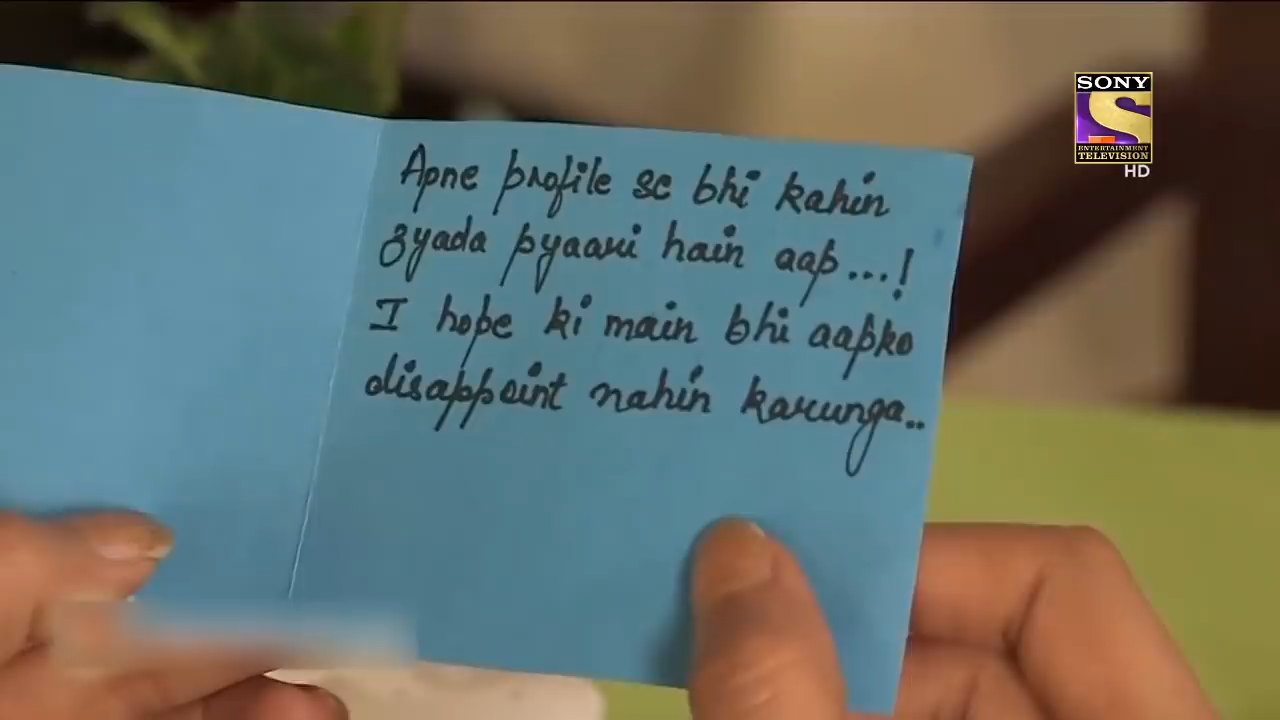 SONY
ENTERTAINMENT
TELEVISION
HD
Apne profile se bhi kahin
zyada pyaari hain aap...!
I hope ki main bhi aapko
disappoint nahin karunga..